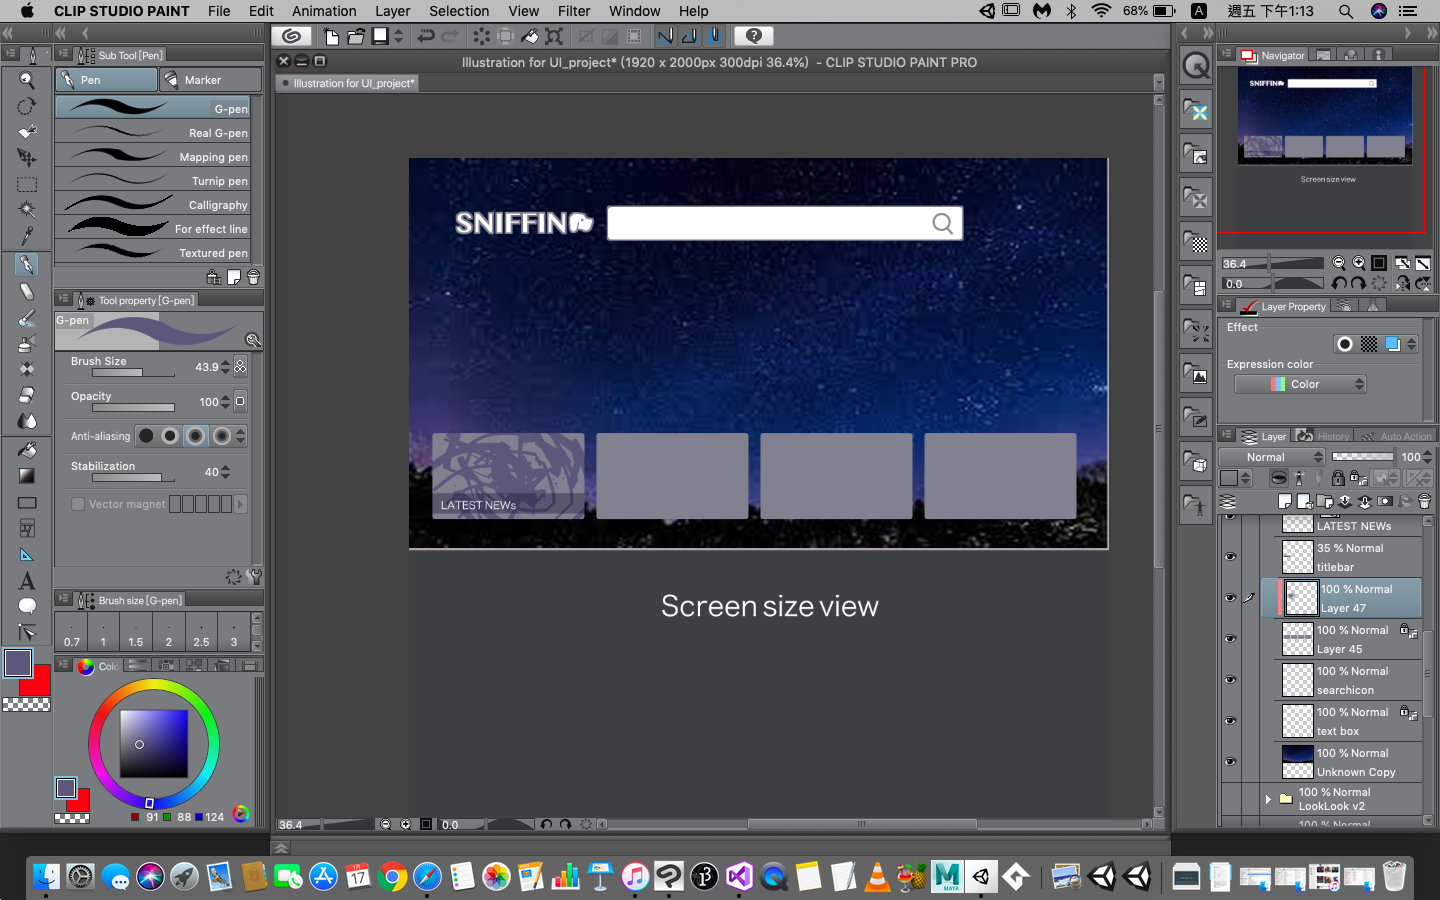 CLIP STUDIO PAINT File Edit Animation Layer Selection View Filter Window Help 68% A 週五 下午1:13
Illustration for UI_project* (1920 x 2000px 300dpi 36.4%) - CLIP STUDIO PAINT PRO
Illustration for UI_project*
Sub Tool [Pen]
Pen
Marker
G-pen
Real G-pen
Mapping pen
Turnip pen
Calligraphy
For effect line
Textured pen
Tool property [G-pen]
G-pen
Brush Size 43.9
Opacity 100
Anti-aliasing
Stabilization 40
Vector magnet
Brush size [G-pen]
0.7 1 1.5 2 2.5 3
Colo
91 88 124
SNIFFIN
LATEST NEWs
Screen size view
36.4 0.0
Navigator
SNIFFIN
Screen size view
36.4
0.0
Layer Property
Effect
Expression color
Color
Layer History Auto Action
Normal 100
LATEST NEWs
35 % Normal
titlebar
100 % Normal
Layer 47
100 % Normal
Layer 45
100 % Normal
searchicon
100 % Normal
text box
100 % Normal
Unknown Copy
100 % Normal
LookLook v2
100 % Normal
17
MAYA